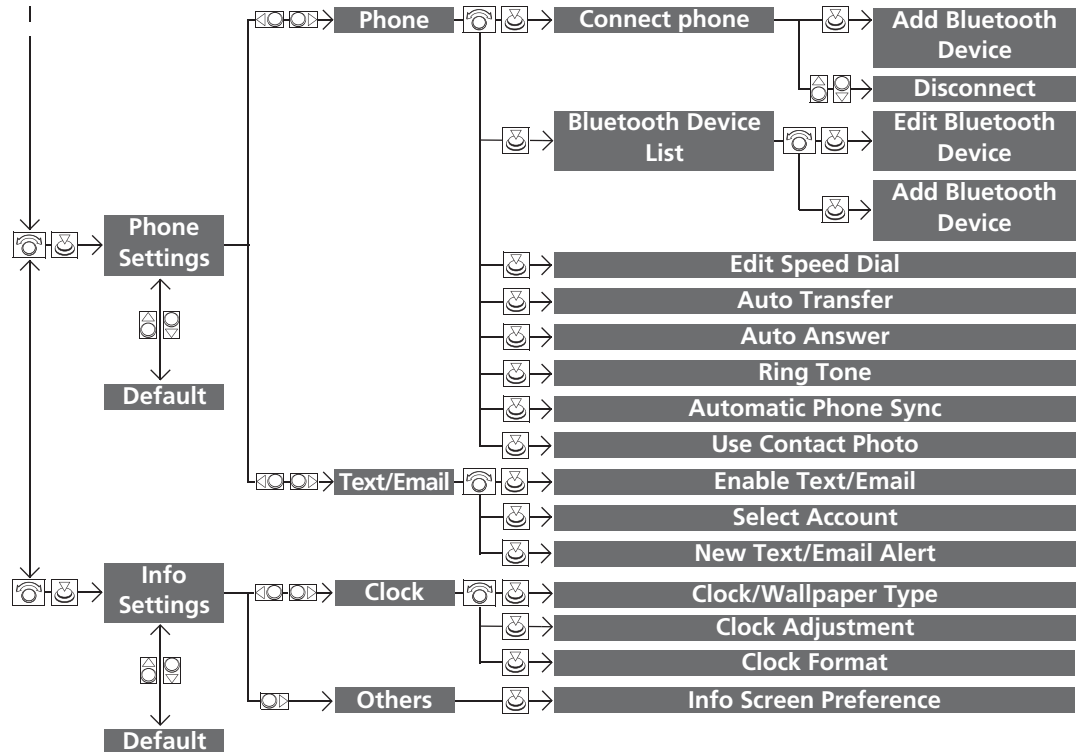 Phone
Connect phone
Add Bluetooth
Device
Disconnect
Bluetooth Device
List
Edit Bluetooth
Device
Add Bluetooth
Device
Phone
Settings
Default
Edit Speed Dial
Auto Transfer
Auto Answer
Ring Tone
Automatic Phone Sync
Use Contact Photo
Text/Email
Enable Text/Email
Select Account
New Text/Email Alert
Info
Settings
Default
Clock
Clock/Wallpaper Type
Clock Adjustment
Clock Format
Others
Info Screen Preference